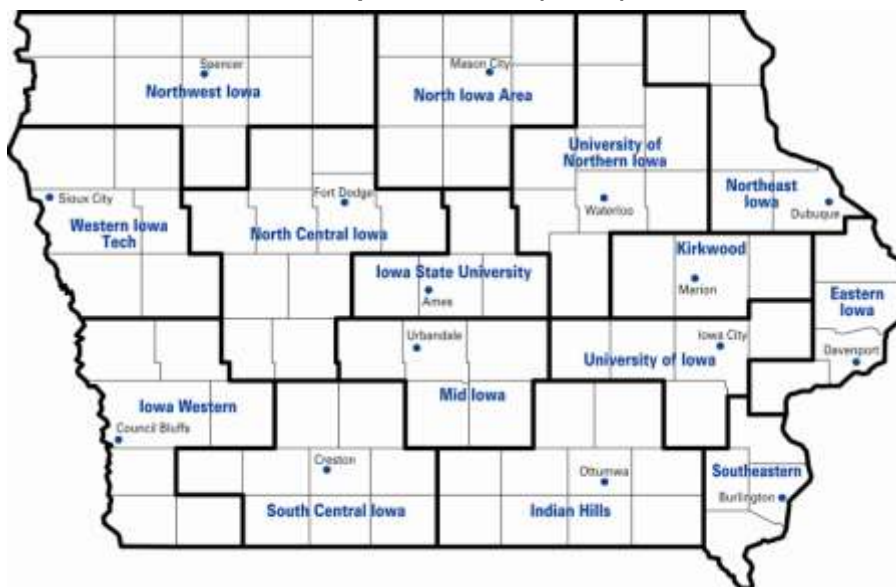 Spencer
Northwest Iowa
Mason City
North Iowa Area
University of
Northern Iowa
Waterloo
Northeast
Iowa
Dubuque
Sioux City
Western Iowa
Tech
Fort Dodge
North Central Iowa
Iowa State University
Ames
Kirkwood
Marion
Eastern
Iowa
Davenport
Urbandale
Mid Iowa
Iowa City
University of Iowa
Iowa Western
Council Bluffs
Creston
South Central Iowa
Ottumwa
Indian Hills
Southeastern
Burlington